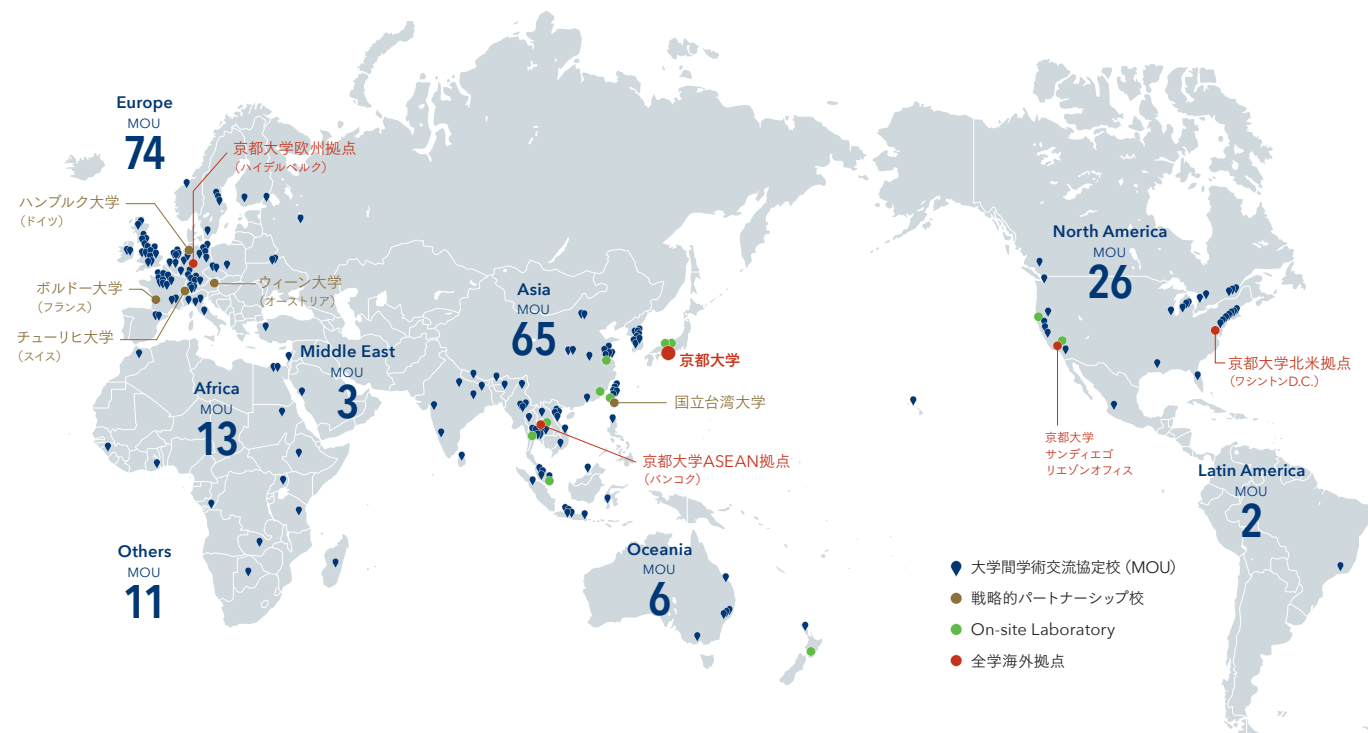 Europe
MOU
74
京都大学欧州拠点
(ハイデルベルク)
ハンブルク大学
(ドイツ)
ボルドー大学
(フランス)
チューリヒ大学
(スイス)
ウィーン大学
(オーストリア)
Middle East
MOU
3
Africa
MOU
13
Others
MOU
11
Asia
MOU
65
京都大学
国立台湾大学
京都大学ASEAN拠点
(バンコク)
Oceania
MOU
6
North America
MOU
26
京都大学北米拠点
(ワシントンD.C.)
京都大学
サンディエゴ
リエゾンオフィス
Latin America
MOU
2
大学間学術交流協定校 (MOU)
戦略的パートナーシップ校
On-site Laboratory
全学海外拠点